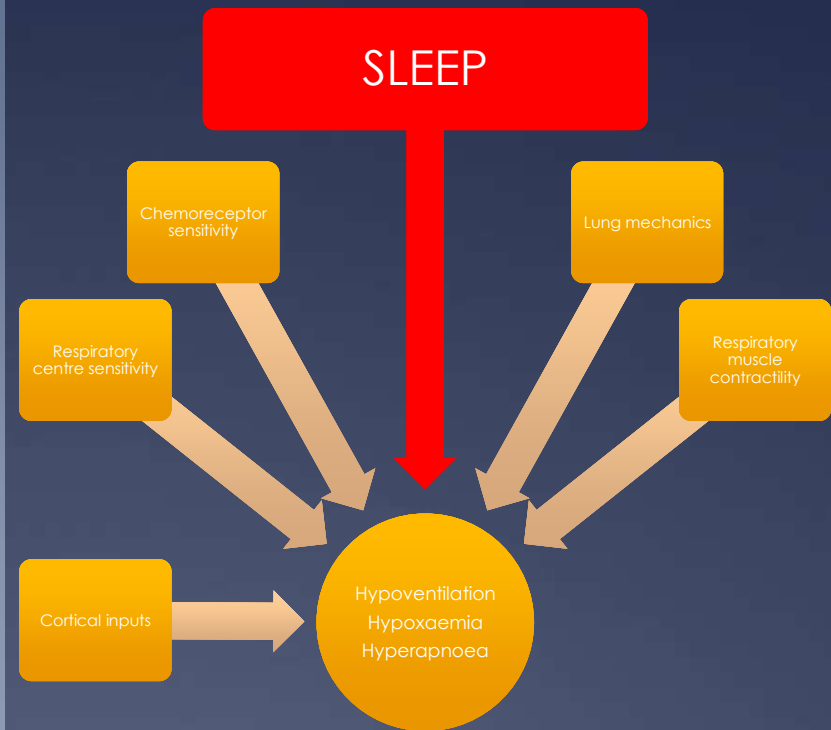 SLEEP
Chemoreceptor
sensitivity
Lung mechanics
Respiratory
centre sensitivity
Respiratory
muscle
contractility
Cortical inputs
Hypoventilation
Hypoxaemia
Hyperapnoea